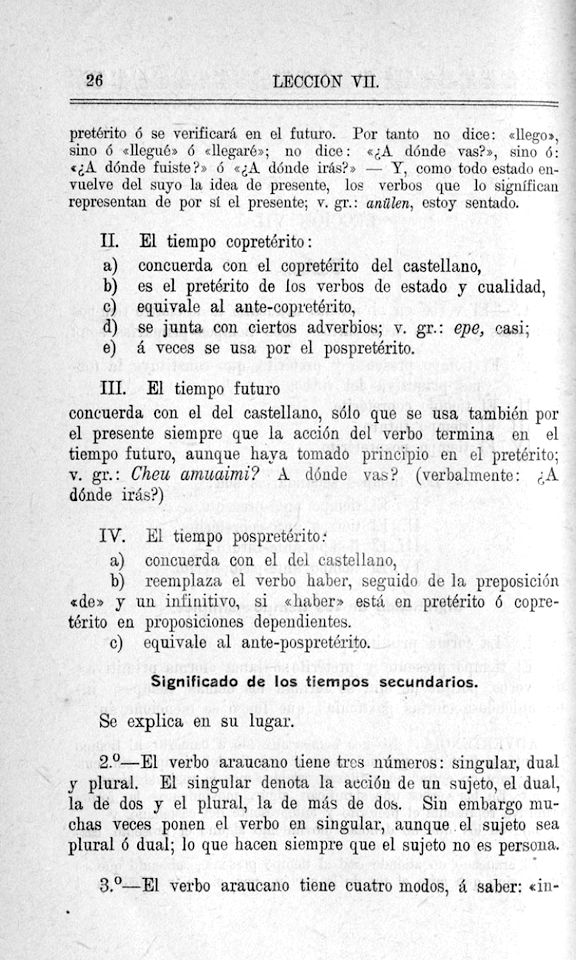 26
LECCION VII.
pretérito ó se verificará en el futuro. Por tanto no dice: «llego»,
sino ó «llegué» ó «llegaré»; no dice: «¿A dónde vas?», sino ó:
«¿A dónde fuiste?» ó «¿A dónde irás?» — Y, como todo estado en-
vuelve del suyo la idea de presente, los verbos que lo significan
representan de por sí el presente; v. gr.: anülen, estoy sentado.
II. El tiempo copretérito:
a) concuerda con el copretérito del castellano,
b) es el pretérito de los verbos de estado y cualidad,
c) equivale al ante-copretérito,
d) se junta con ciertos adverbios; v. gr.: epe, casi;
e) á veces se usa por el pospretérito.
III. El tiempo futuro
concuerda con el del castellano, sólo que se usa también por
el presente siempre que la acción del verbo termina en el
tiempo futuro, aunque haya tomado principio en el pretérito;
v. gr.: Cheu amuaimi? A dónde vas? (verbalmente: ¿A
dónde irás?)
IV. El tiempo pospretérito:
a) concuerda con el del castellano,
b) reemplaza el verbo haber, seguido de la preposición
«de» y un infinitivo, si «haber» está en pretérito ó copre-
térito en proposiciones dependientes.
c) equivale al ante-pospretérito.
Significado de los tiempos secundarios.
Se explica en su lugar.
2.º—El verbo araucano tiene tres números: singular, dual
y plural. El singular denota la acción de un sujeto, el dual,
la de dos y el plural, la de más de dos. Sin embargo mu-
chas veces ponen el verbo en singular, aunque el sujeto sea
plural ó dual; lo que hacen siempre que el sujeto no es persona.
3.º—El verbo araucano tiene cuatro modos, á saber: «in-